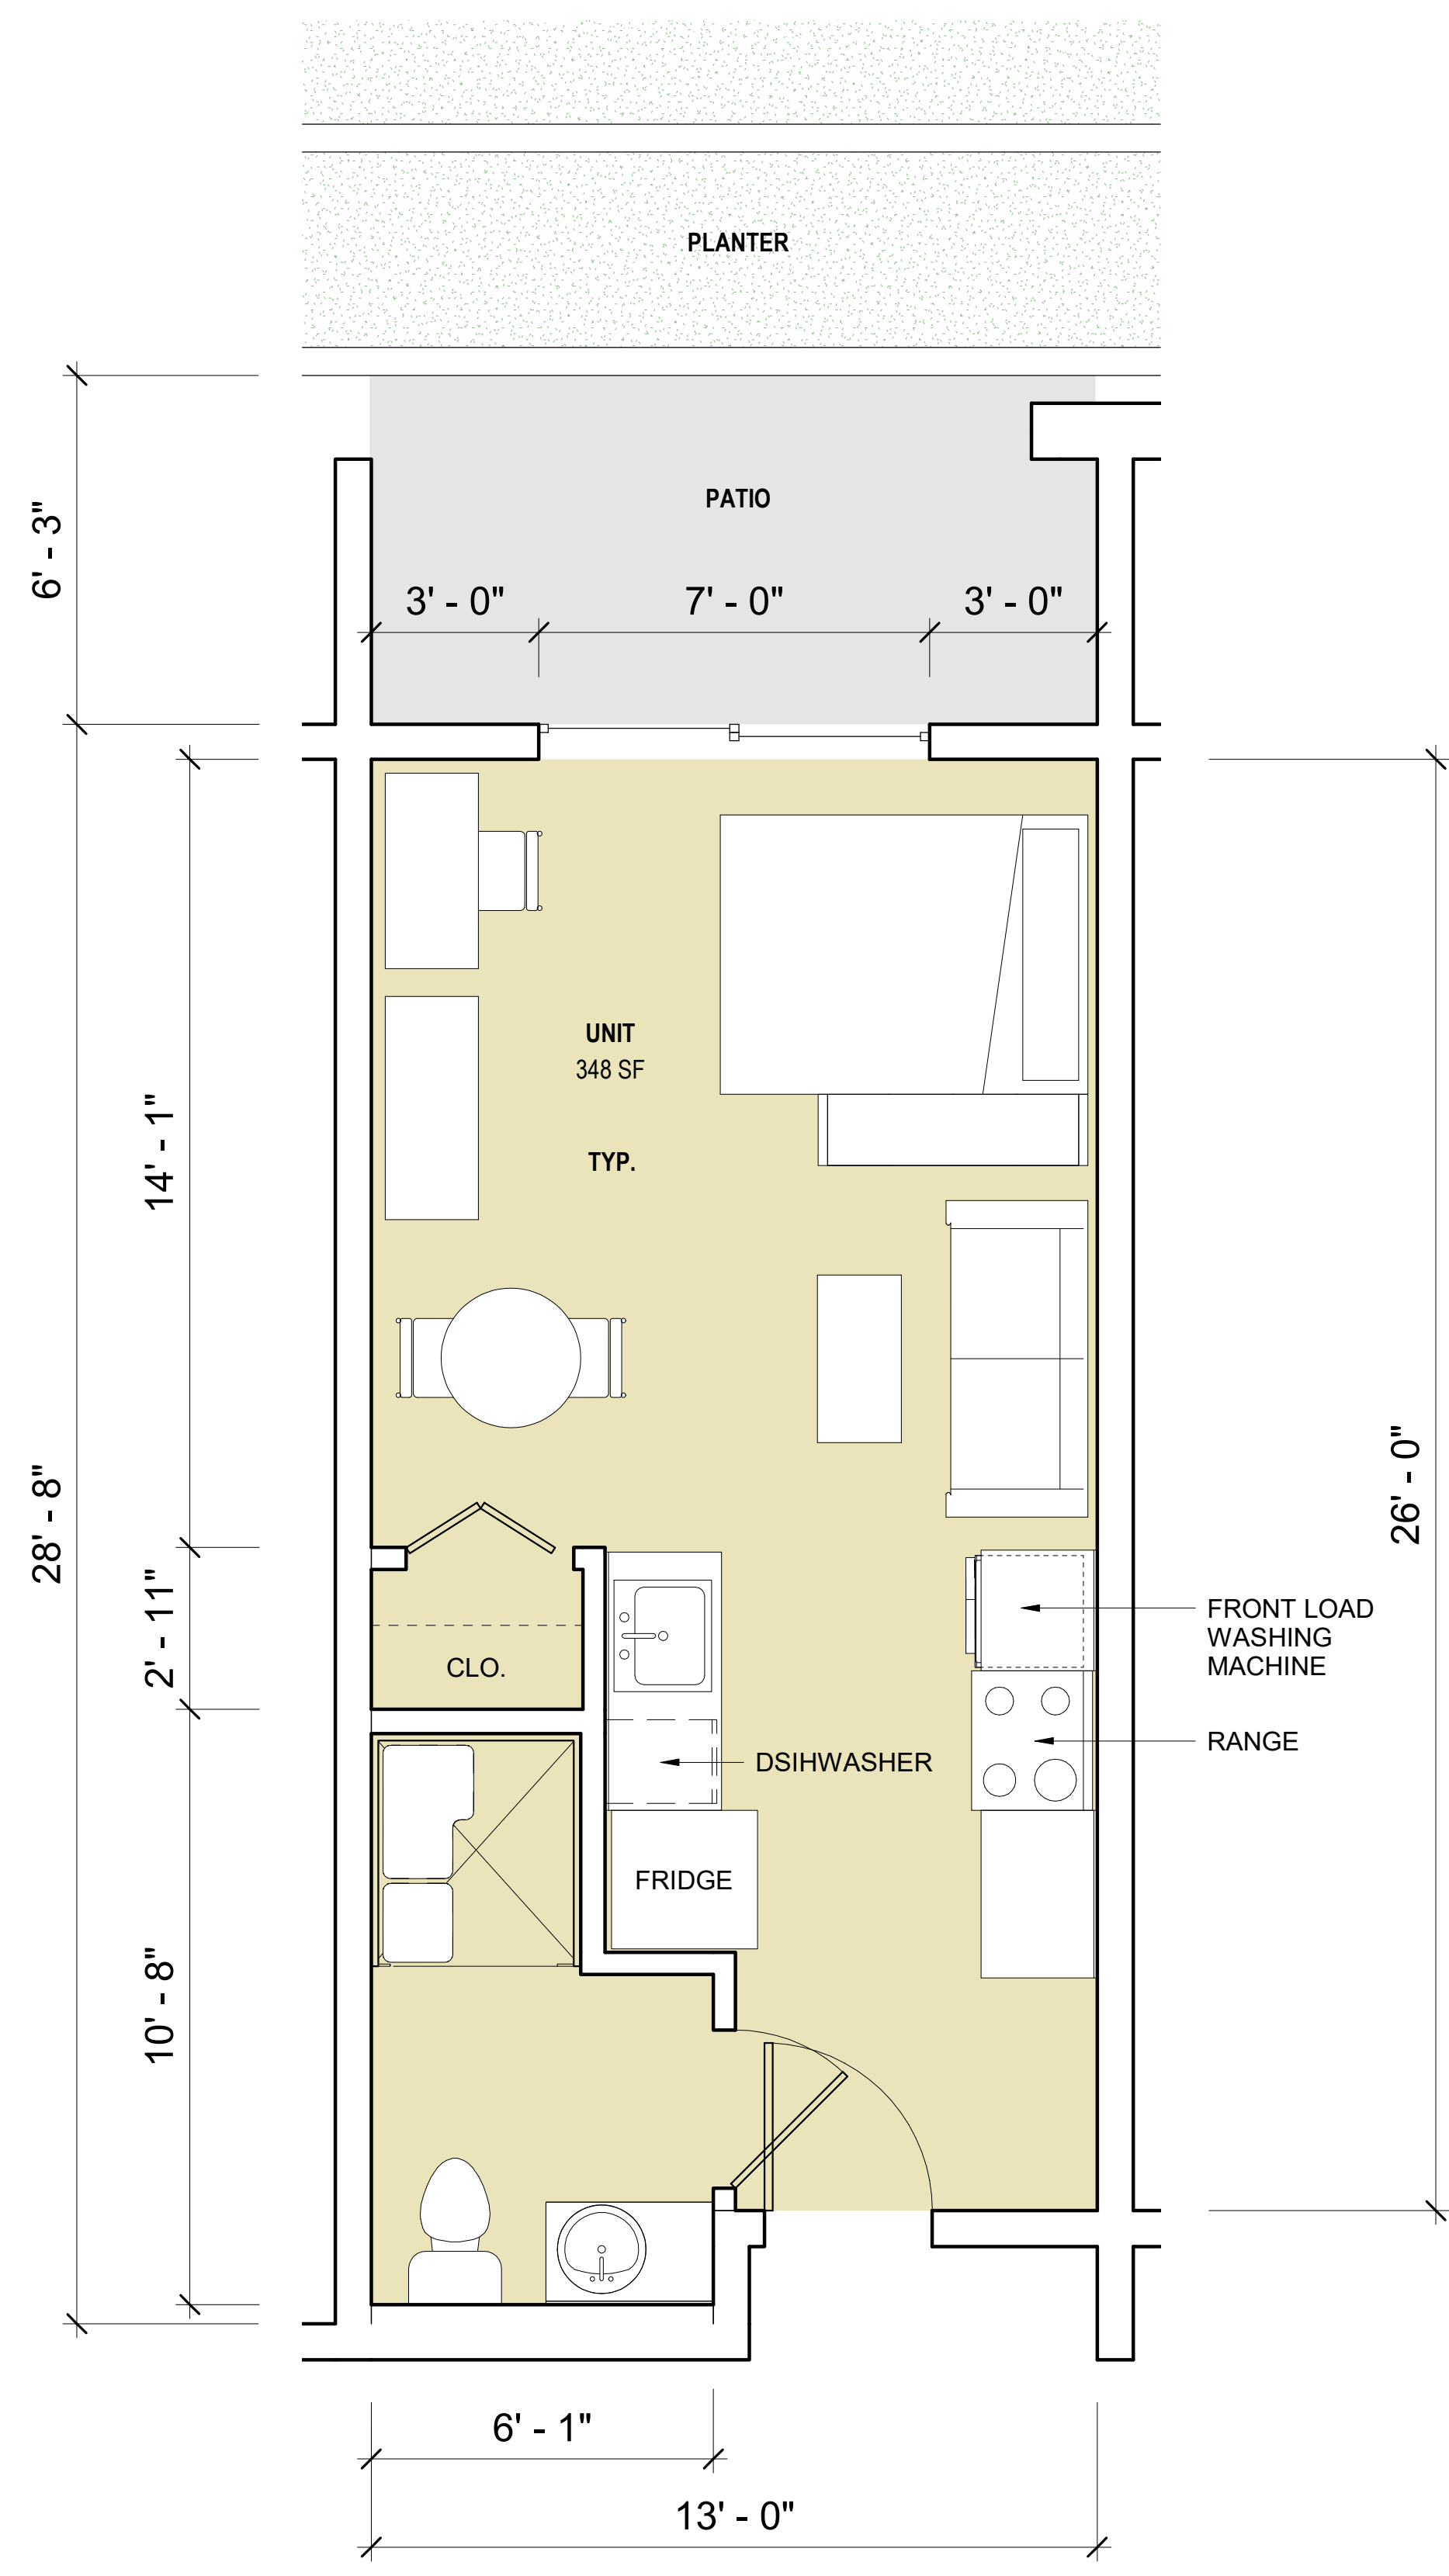 PLANTER
PATIO
6' - 3"
3' - 0"
7' - 0"
3' - 0"
UNIT
348 SF
TYP.
14' - 1"
28' - 8"
26' - 0"
2' - 11"
CLO.
FRONT LOAD
WASHING
MACHINE
RANGE
DSIHWASHER
FRIDGE
10' - 8"
6' - 1"
13' - 0"